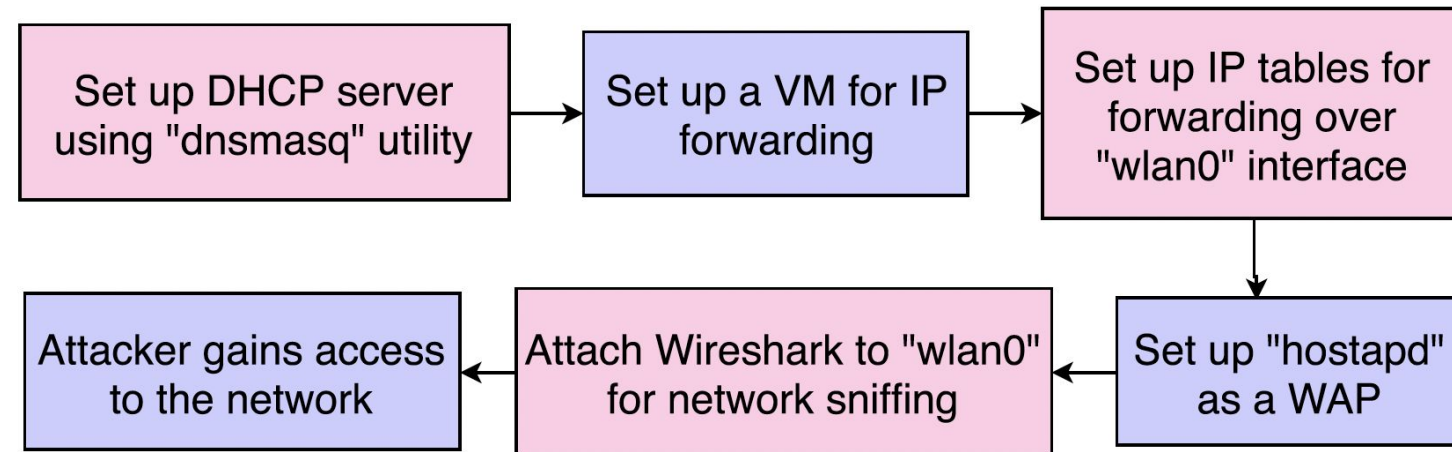 Set up DHCP server
using "dnsmasq" utility
Set up a VM for IP
forwarding
Set up IP tables for
forwarding over
"wlan0" interface
Set up "hostapd"
as a WAP
Attach Wireshark to "wlan0"
for network sniffing
Attacker gains access
to the network